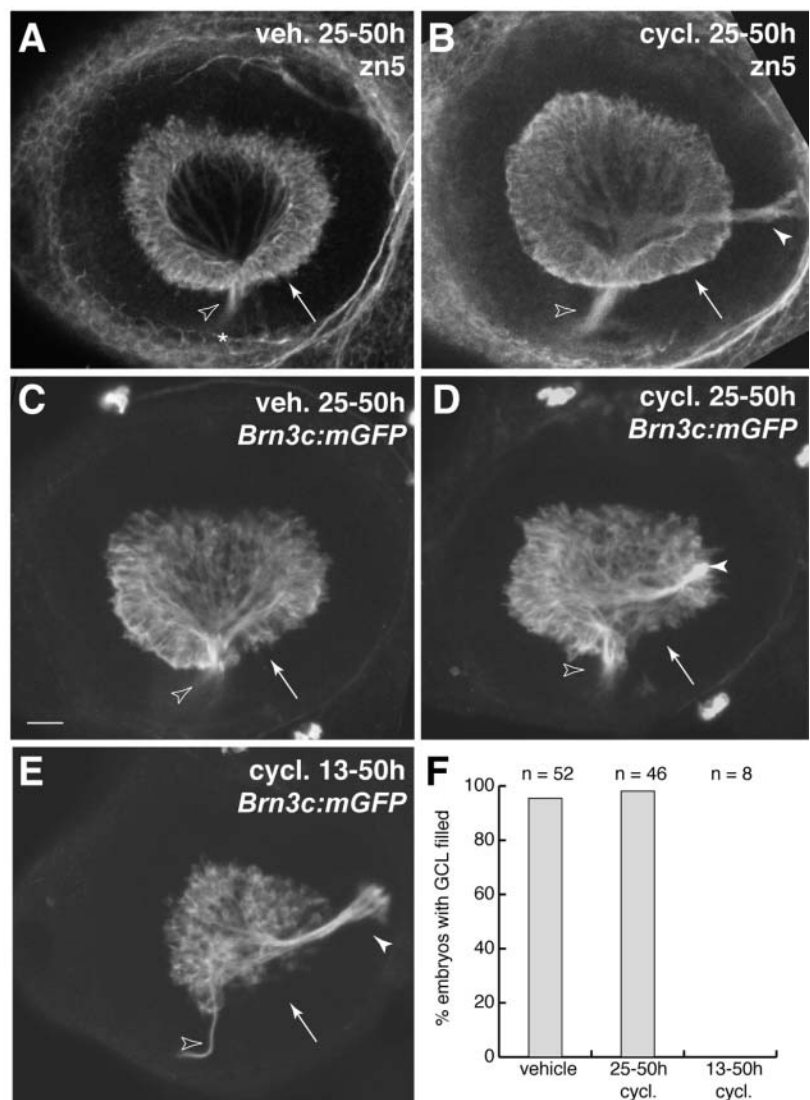 A
veh. 25-50h
zn5
B
cycl. 25-50h
zn5
*
C
veh. 25-50h
Brn3c:mGFP
D
cycl. 25-50h
Brn3c:mGFP
E
cycl. 13-50h
Brn3c:mGFP
F
n = 52 n = 46 n = 8
% embryos with GCL filled
100
80
60
40
20
0
vehicle 25-50h 13-50h
cycl. cycl.